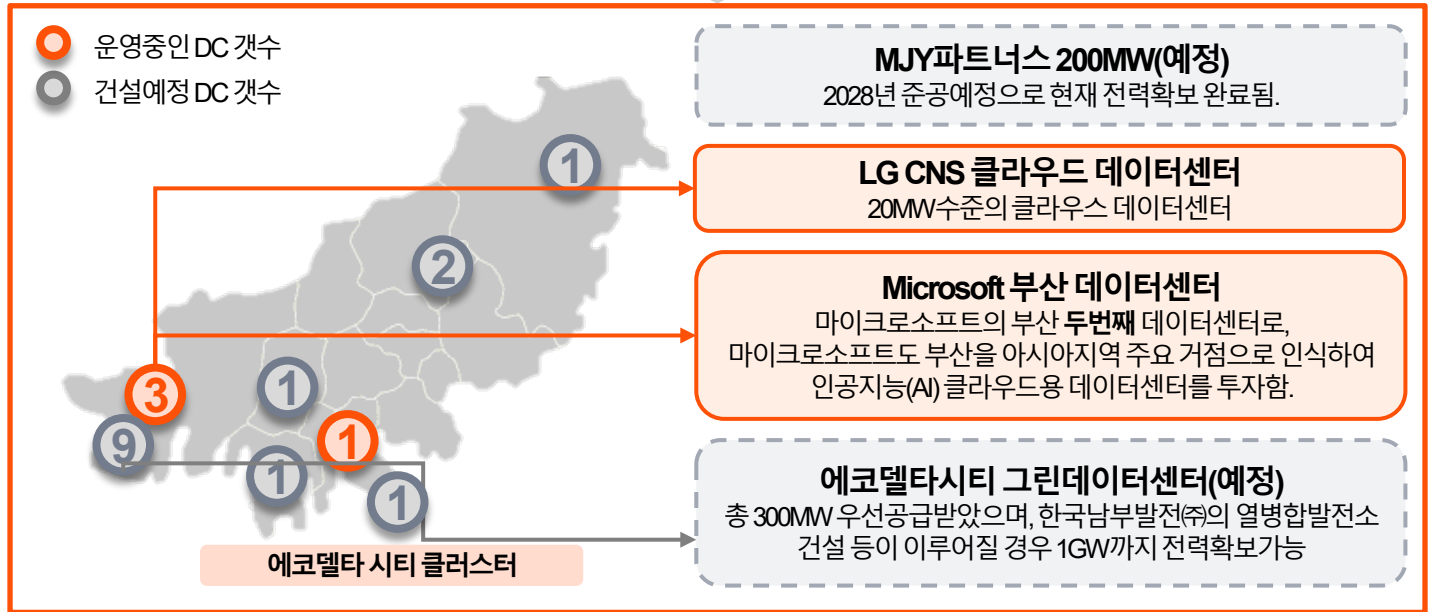 운영중인 DC 갯수
건설예정 DC 갯수
MJY파트너스 200MW(예정)
2028년 준공예정으로 현재 전력확보 완료됨.
1
LG CNS 클라우드 데이터센터
20MW수준의 클라우스 데이터센터
2
Microsoft 부산 데이터센터
마이크로소프트의 부산 두번째 데이터센터로,
마이크로소프트도 부산을 아시아지역 주요 거점으로 인식하여
인공지능(AI) 클라우드용 데이터센터를 투자함.
3
1
9
1
1
1
에코델타시티 그린데이터센터(예정)
총 300MW 우선공급받았으며, 한국남부발전㈜의 열병합발전소
건설 등이 이루어질 경우 1GW까지 전력확보가능
에코델타 시티 클러스터